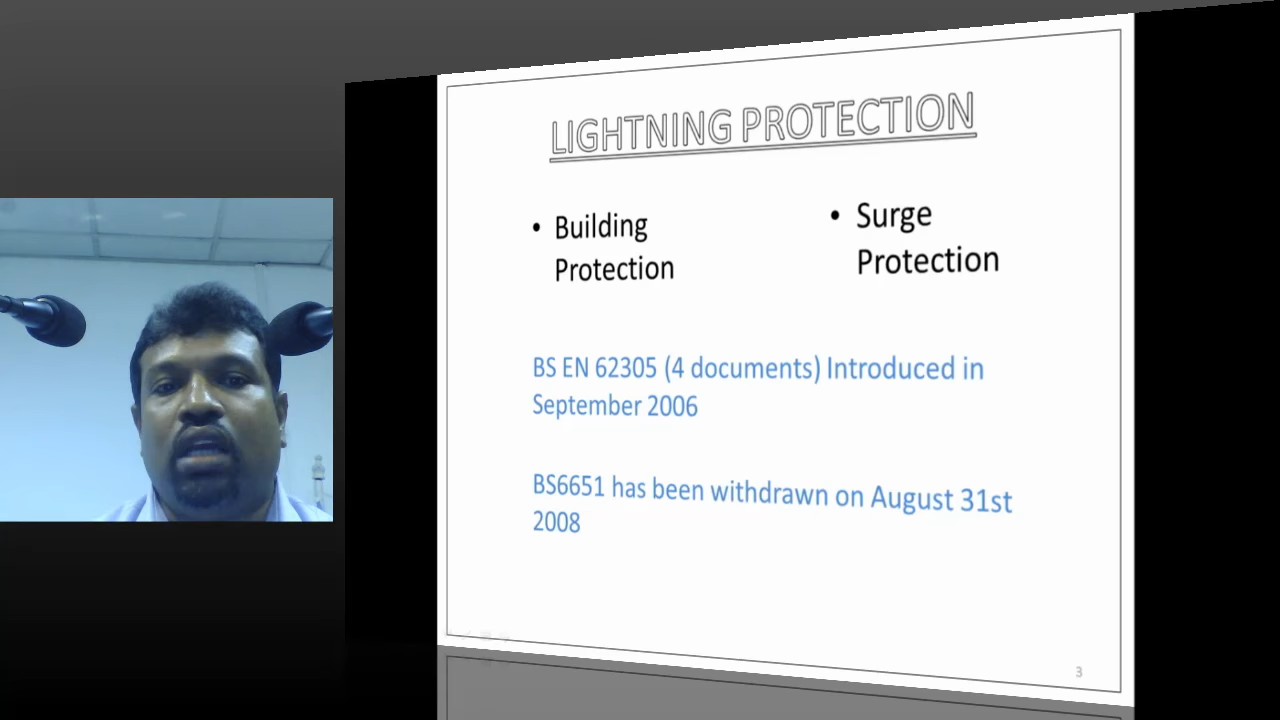 LIGHTNING PROTECTION
• Building
Protection
• Surge
Protection
BS EN 62305 (4 documents) Introduced in
September 2006
BS6651 has been withdrawn on August 31st
2008
3